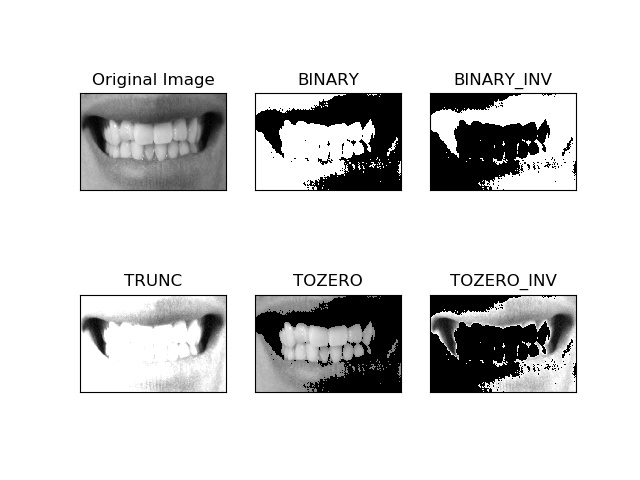 Original Image
BINARY
BINARY_INV
TRUNC
TOZERO
TOZERO_INV